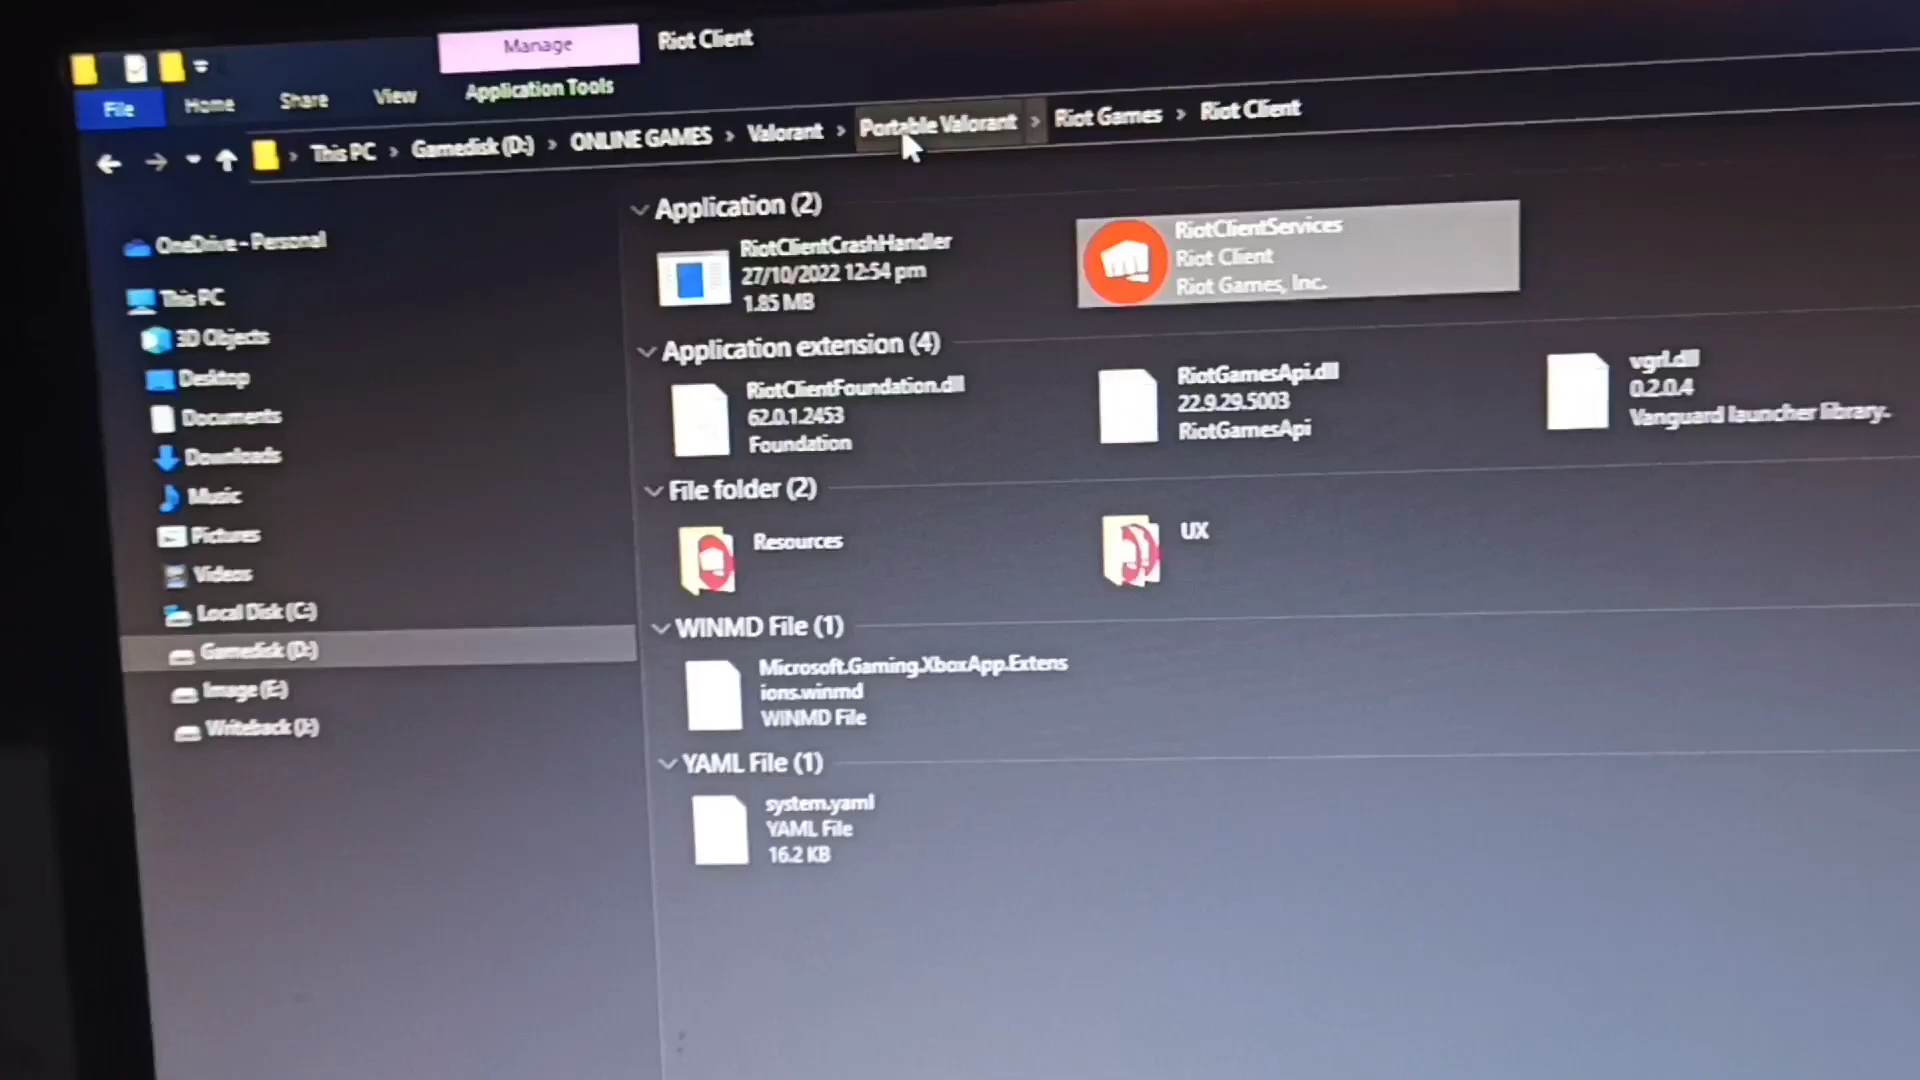 Manage
Riot Client
File
Home
Share
View
Application Tools
This PC > Gamedisk (D:) > ONLINE GAMES > Valorant > Portable Valorant > Riot Games > Riot Client
OneDrive - Personal
This PC
3D Objects
Desktop
Documents
Downloads
Music
Pictures
Videos
Local Disk (C:)
Gamedisk (D:)
Image (E:)
Writeback (I:)
Application (2)
RiotClientCrashHandler
27/10/2022 12:54 pm
1.85 MB
RiotClientServices
Riot Client
Riot Games, Inc.
Application extension (4)
RiotClientFoundation.dll
62.0.1.2453
Foundation
RiotGamesApi.dll
22.9.29.5003
RiotGamesApi
vgrl.dll
0.2.0.4
Vanguard launcher library.
File folder (2)
Resources
UX
WINMD File (1)
Microsoft.Gaming.XboxApp.Extens
ions.winmd
WINMD File
YAML File (1)
system.yaml
YAML File
16.2 KB